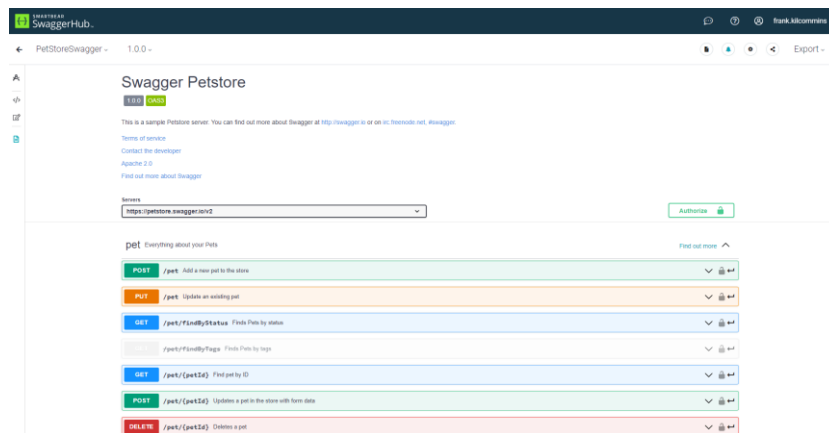 SMARTBEAR
SwaggerHub.
frank.kilcommins
PetStoreSwagger
1.0.0
Export
Swagger Petstore
1.0.0 OAS3
This is a sample Petstore server. You can find out more about Swagger at http://swagger.io or on irc.freenode.net, #swagger.
Terms of service
Contact the developer
Apache 2.0
Find out more about Swagger
Servers
https://petstore.swagger.io/v2
Authorize
pet Everything about your Pets
Find out more
POST /pet Add a new pet to the store
PUT /pet Update an existing pet
GET /pet/findByStatus Finds Pets by status
/pet/findByTags Finds Pets by tags
GET /pet/{petId} Find pet by ID
POST /pet/{petId} Updates a pet in the store with form data
DELETE /pet/{petId} Deletes a pet